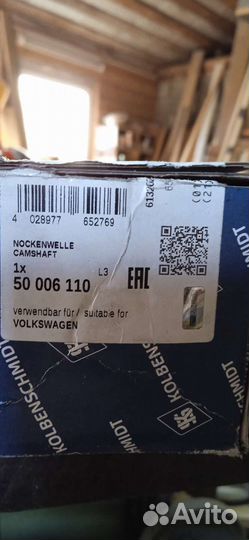 4 028977 652769
NOCKENWELLE
CAMSHAFT
1x
L3
50 006 110
EAC
verwendbar für / suitable for
VOLKSWAGEN
KOLBENSCHMIDT
KS
KOLBENSCHMIDT
Avito